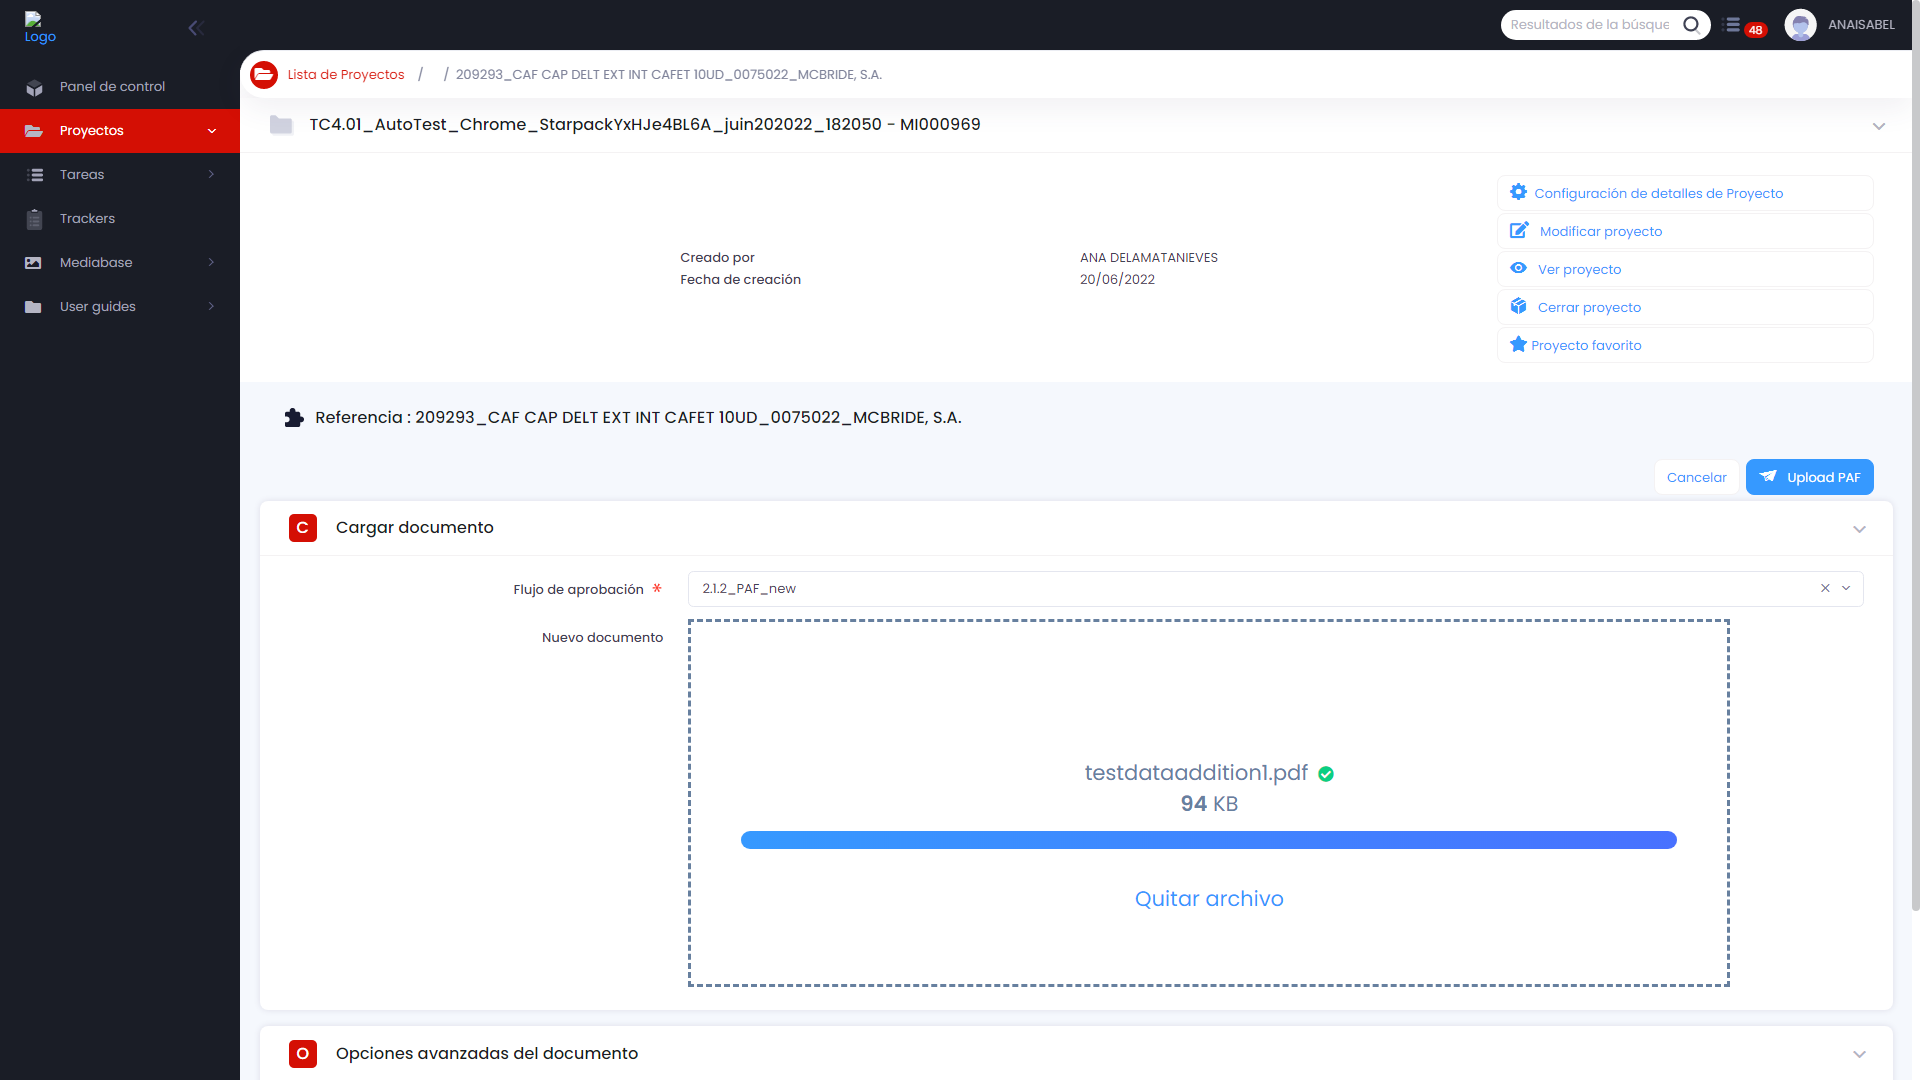 Logo
Resultados de la búsque
48
ANAISABEL
Panel de control
Proyectos
Tareas
Trackers
Mediabase
User guides
Lista de Proyectos / / 209293_CAF CAP DELT EXT INT CAFET 10UD_0075022_MCBRIDE, S.A.
TC4.01_AutoTest_Chrome_StarpackYxHJe4BL6A_juin202022_182050 - MI000969
Creado por ANA DELAMATANIEVES
Fecha de creación 20/06/2022
Configuración de detalles de Proyecto
Modificar proyecto
Ver proyecto
Cerrar proyecto
Proyecto favorito
Referencia : 209293_CAF CAP DELT EXT INT CAFET 10UD_0075022_MCBRIDE, S.A.
Cancelar
Upload PAF
C Cargar documento
Flujo de aprobación * 2.1.2_PAF_new
Nuevo documento
testdataaddition1.pdf
94 KB
Quitar archivo
O Opciones avanzadas del documento